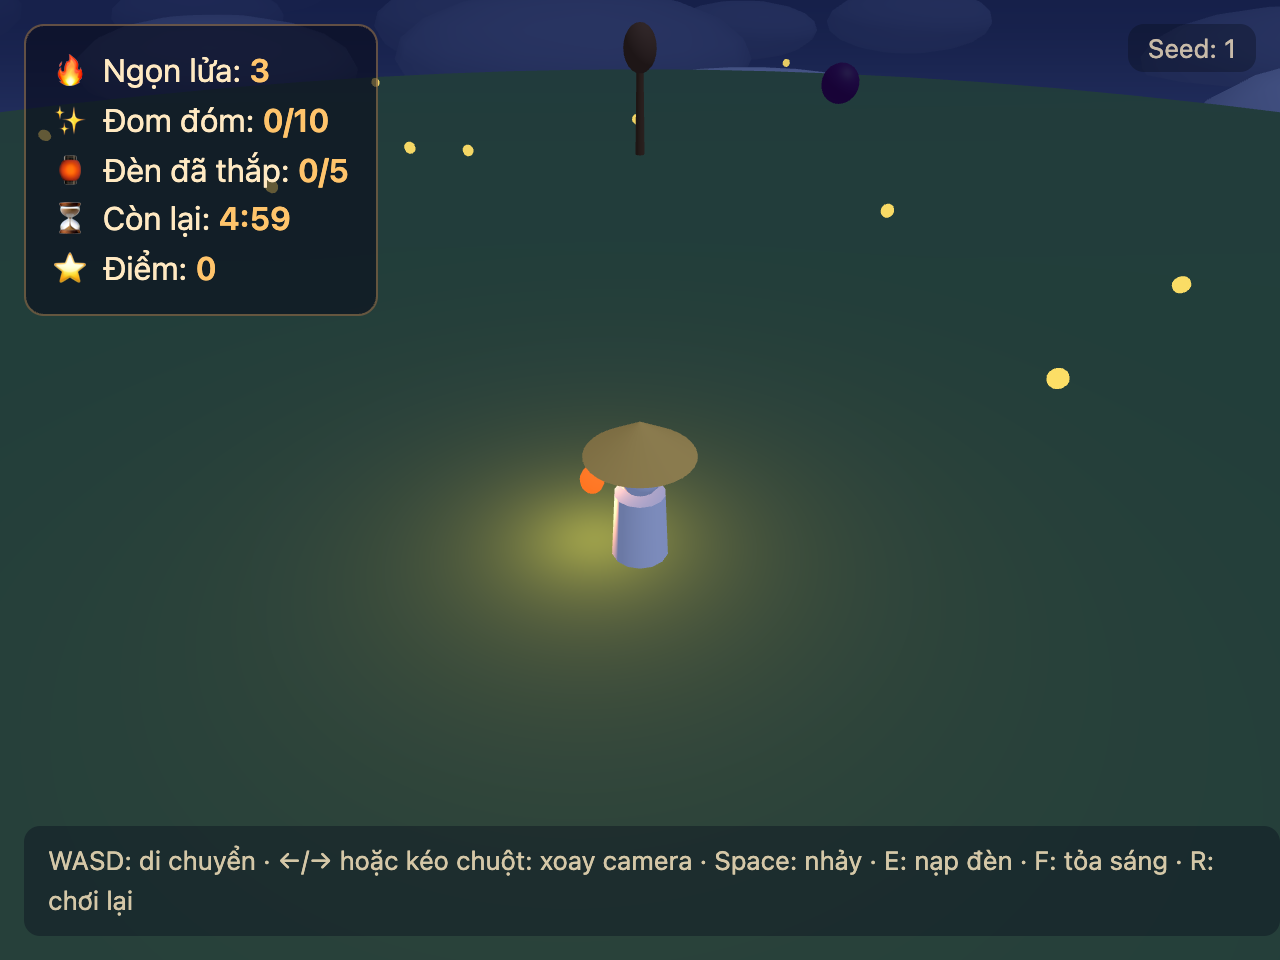 🔥 Ngọn lửa: 3
✨ Đom đóm: 0/10
🏮 Đèn đã thắp: 0/5
⏳ Còn lại: 4:59
⭐ Điểm: 0
Seed: 1
WASD: di chuyển · ←/→ hoặc kéo chuột: xoay camera · Space: nhảy · E: nạp đèn · F: tỏa sáng · R:
chơi lại